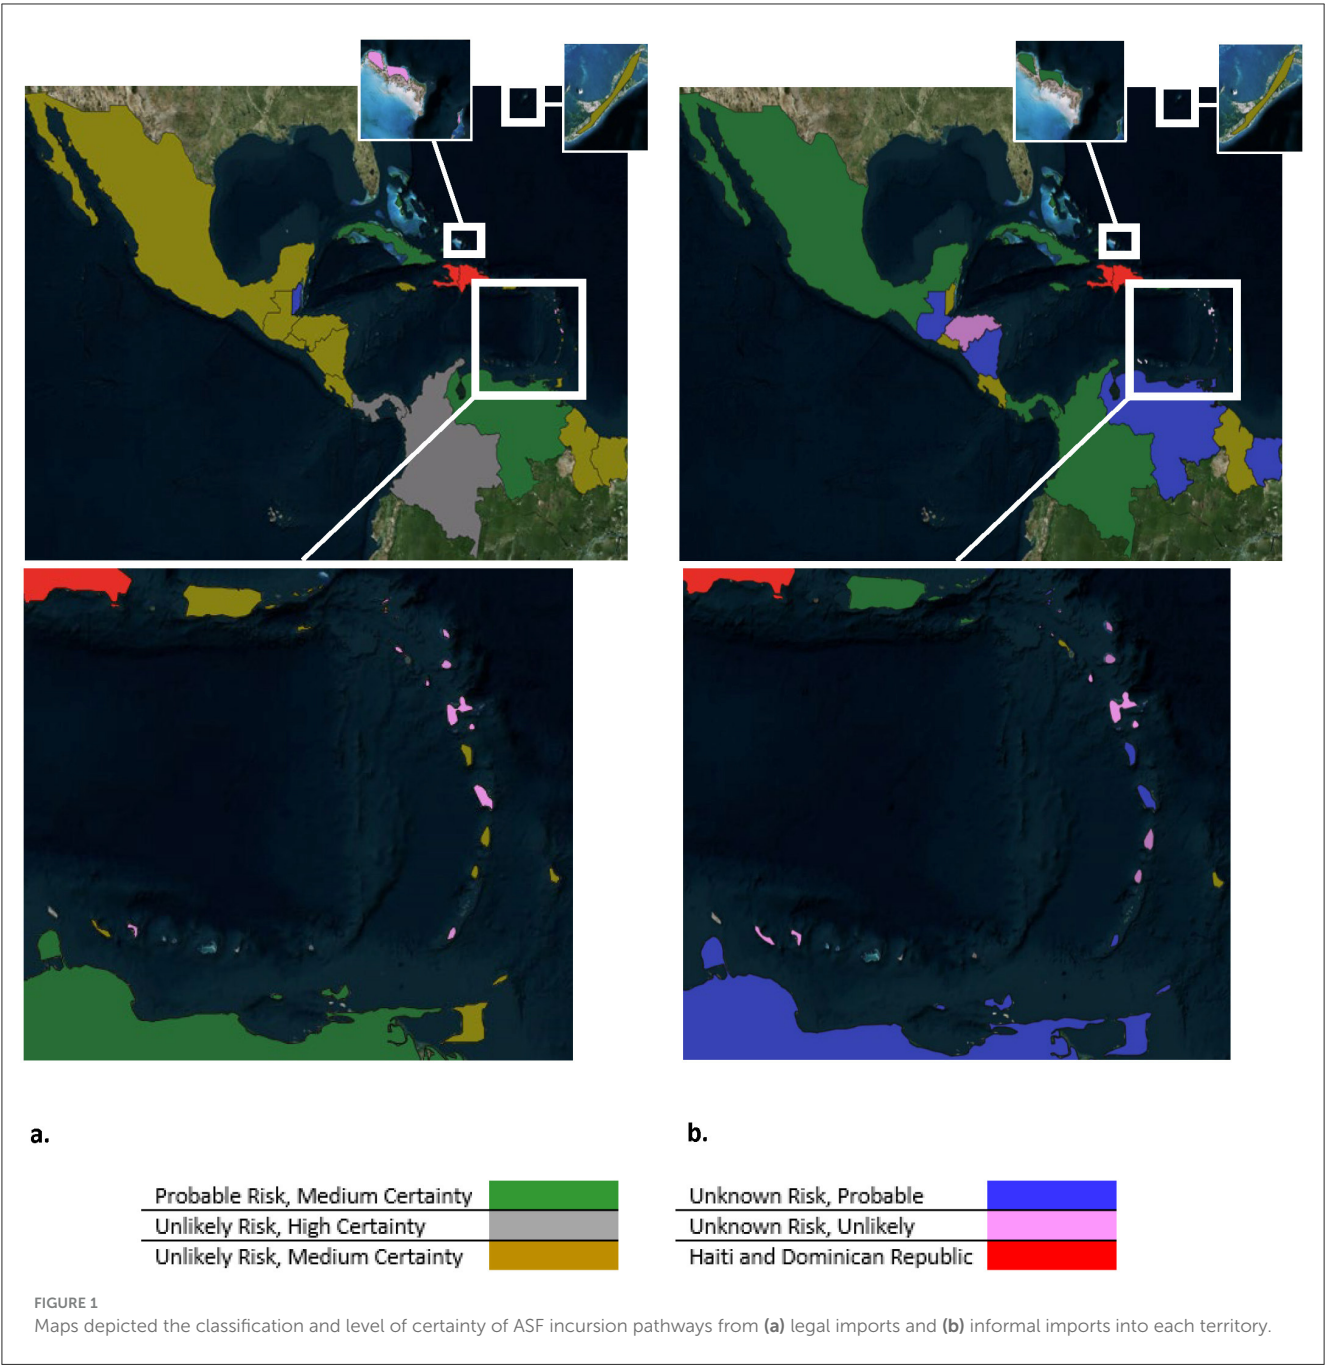 a.
b.
Probable Risk, Medium Certainty
Unlikely Risk, High Certainty
Unlikely Risk, Medium Certainty
Unknown Risk, Probable
Unknown Risk, Unlikely
Haiti and Dominican Republic
FIGURE 1
Maps depicted the classification and level of certainty of ASF incursion pathways from (a) legal imports and (b) informal imports into each territory.